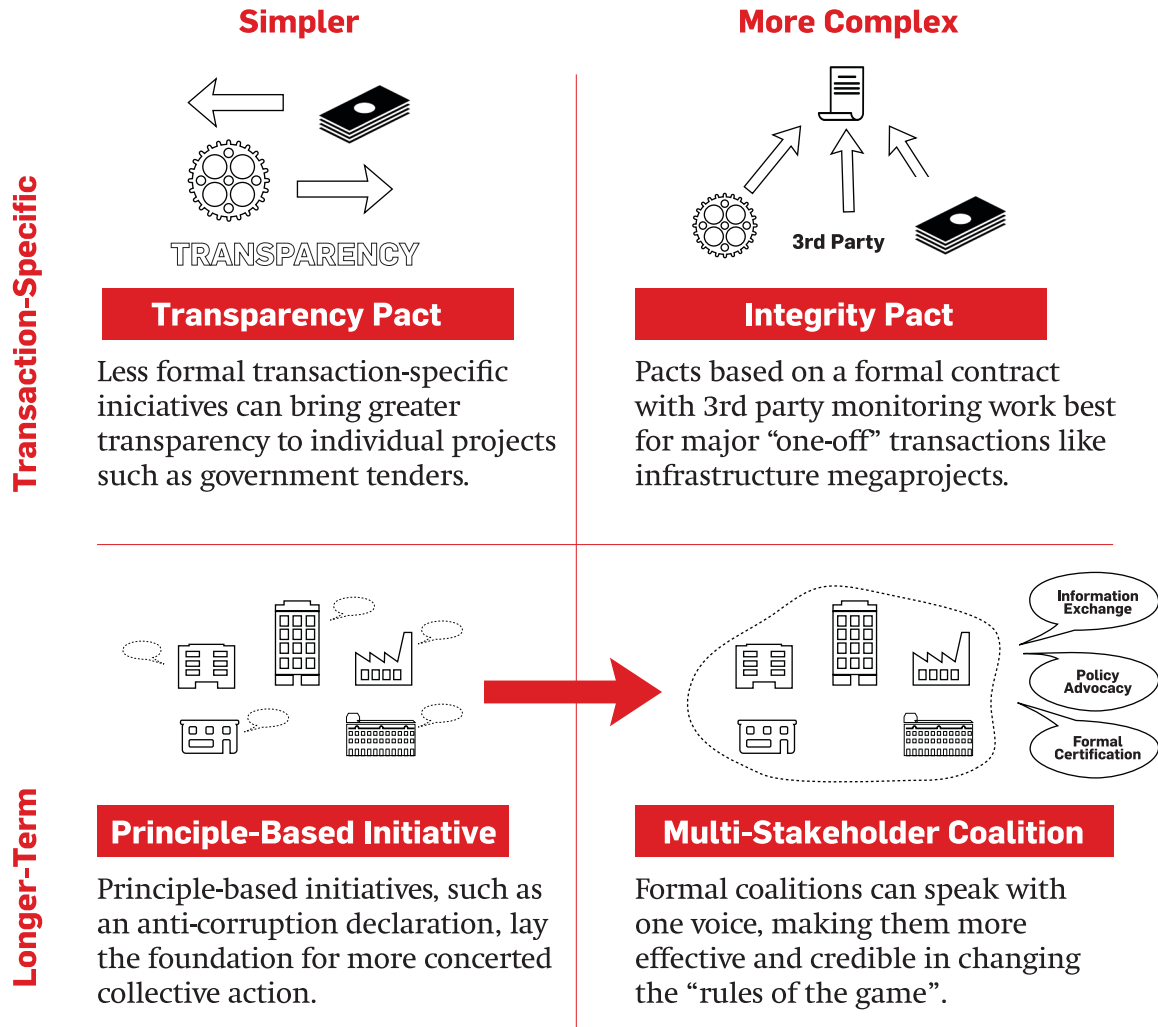 Simpler
More Complex
Transaction-Specific
TRANSPARENCY
3rd Party
Transparency Pact
Integrity Pact
Less formal transaction-specific
iniciatives can bring greater
transparency to individual projects
such as government tenders.
Pacts based on a formal contract
with 3rd party monitoring work best
for major “one-off” transactions like
infrastructure megaprojects.
Longer-Term
Information
Exchange
Policy
Advocacy
Formal
Certification
Principle-Based Initiative
Multi-Stakeholder Coalition
Principle-based initiatives, such as
an anti-corruption declaration, lay
the foundation for more concerted
collective action.
Formal coalitions can speak with
one voice, making them more
effective and credible in changing
the “rules of the game”.